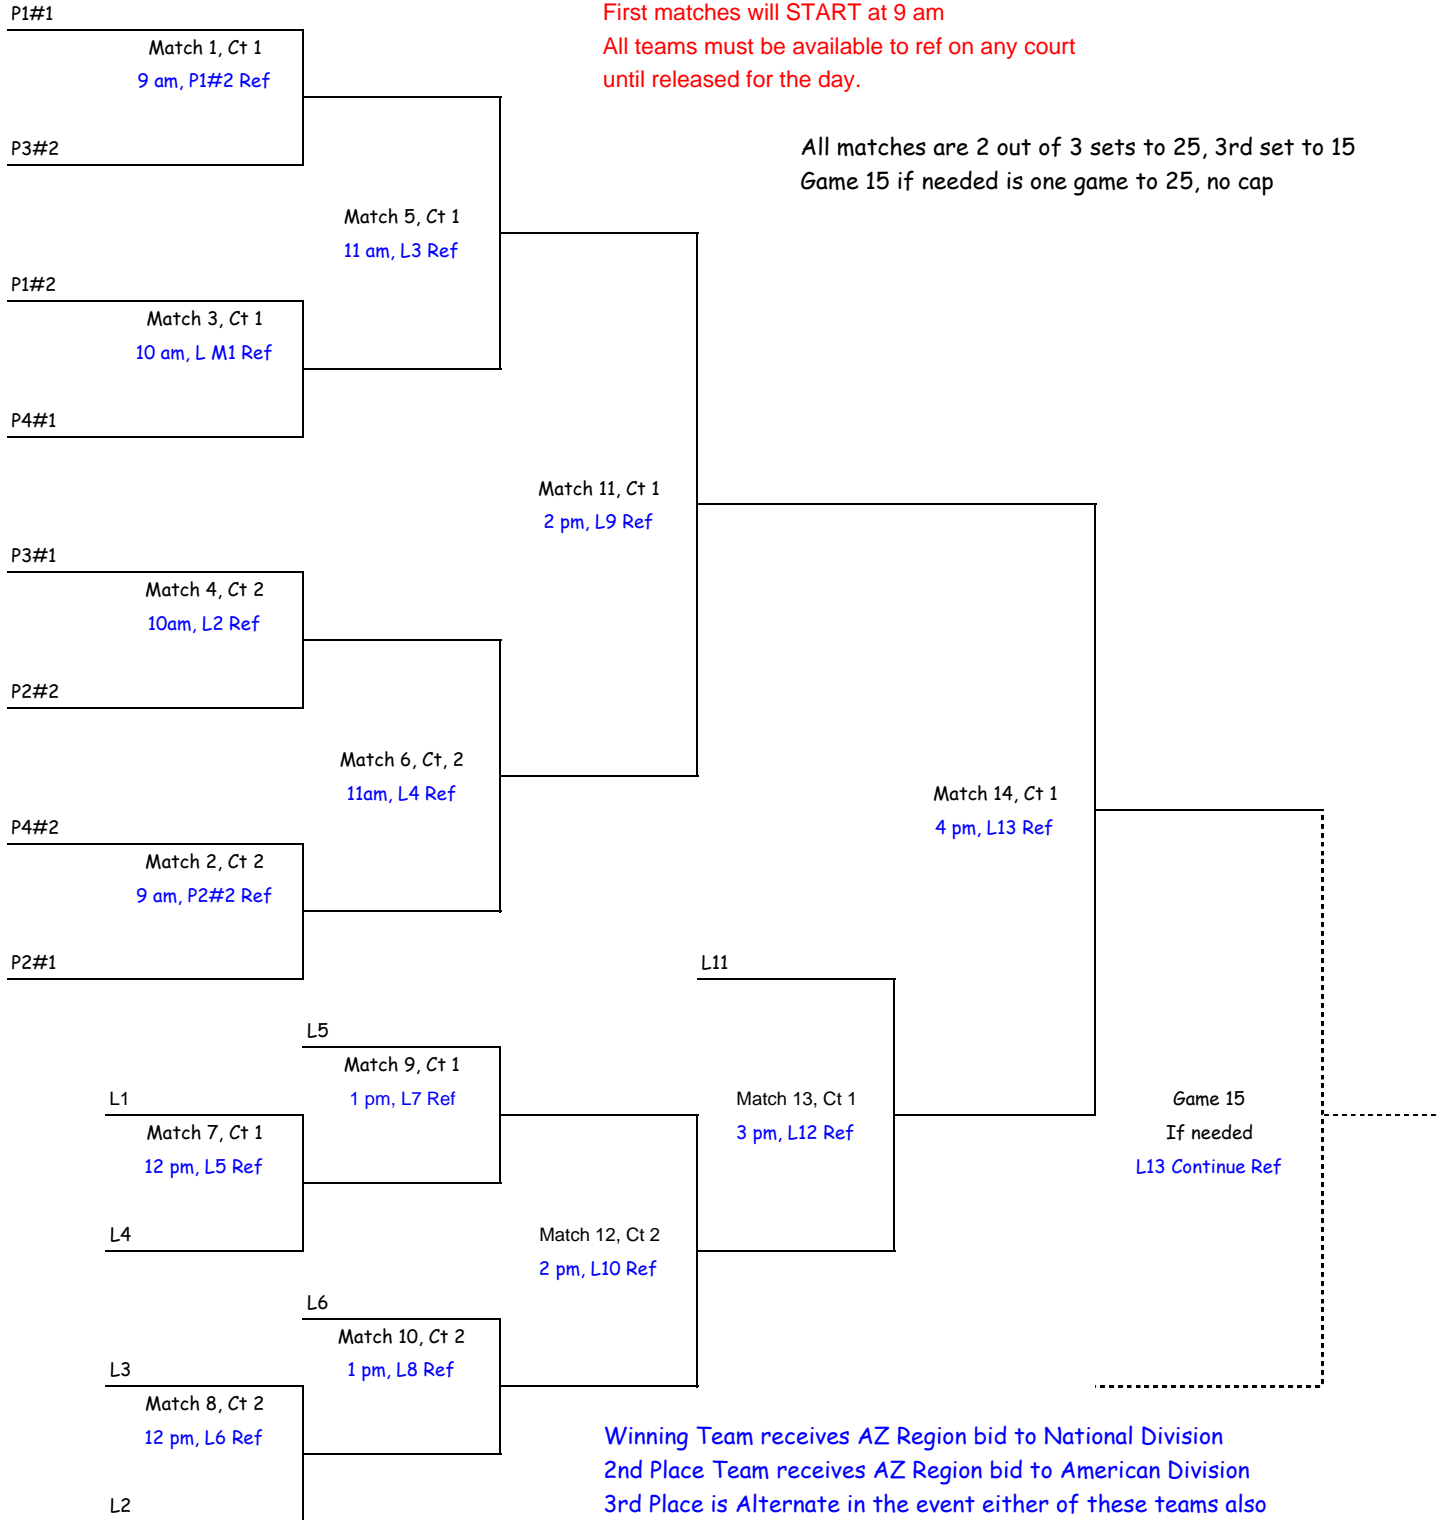 P1#1
First matches will START at 9 am
Match 1, Ct 1
All teams must be available to ref on any court
9 am, P1#2 Ref
until released for the day.
P3#2
All matches are 2 out of 3 sets to 25, 3rd set to 15
Game 15 if needed is one game to 25, no cap
Match 5, Ct 1
11 am, L3 Ref
P1#2
Match 3, Ct 1
10 am, L M1 Ref
P4#1
Match 11, Ct 1
2 pm, L9 Ref
P3#1
Match 4, Ct 2
10am, L2 Ref
P2#2
Match 6, Ct, 2
11am, L4 Ref
Match 14, Ct 1
4 pm, L13 Ref
P4#2
Match 2, Ct 2
9 am, P2#2 Ref
P2#1
L11
L5
Match 9, Ct 1
1 pm, L7 Ref
L1
Match 7, Ct 1
12 pm, L5 Ref
Match 13, Ct 1
3 pm, L12 Ref
Game 15
If needed
L13 Continue Ref
L4
Match 12, Ct 2
2 pm, L10 Ref
L6
Match 10, Ct 2
1 pm, L8 Ref
L3
Match 8, Ct 2
12 pm, L6 Ref
L2
Winning Team receives AZ Region bid to National Division
2nd Place Team receives AZ Region bid to American Division
3rd Place is Alternate in the event either of these teams also